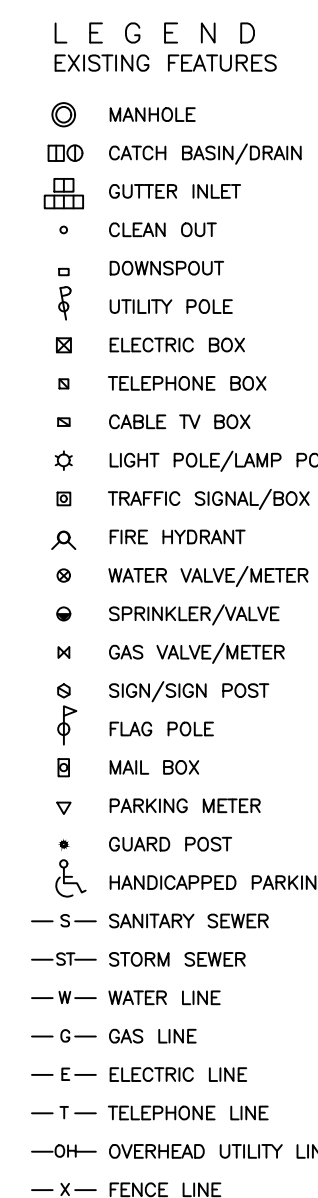 LEGEND
EXISTING FEATURES
MANHOLE
CATCH BASIN/DRAIN
GUTTER INLET
CLEAN OUT
DOWNSPOUT
UTILITY POLE
ELECTRIC BOX
TELEPHONE BOX
CABLE TV BOX
LIGHT POLE/LAMP PO
TRAFFIC SIGNAL/BOX
FIRE HYDRANT
WATER VALVE/METER
SPRINKLER/VALVE
GAS VALVE/METER
SIGN/SIGN POST
FLAG POLE
MAIL BOX
PARKING METER
GUARD POST
HANDICAPPED PARKIN
S SANITARY SEWER
ST STORM SEWER
W WATER LINE
G GAS LINE
E ELECTRIC LINE
T TELEPHONE LINE
OH OVERHEAD UTILITY LIN
X FENCE LINE